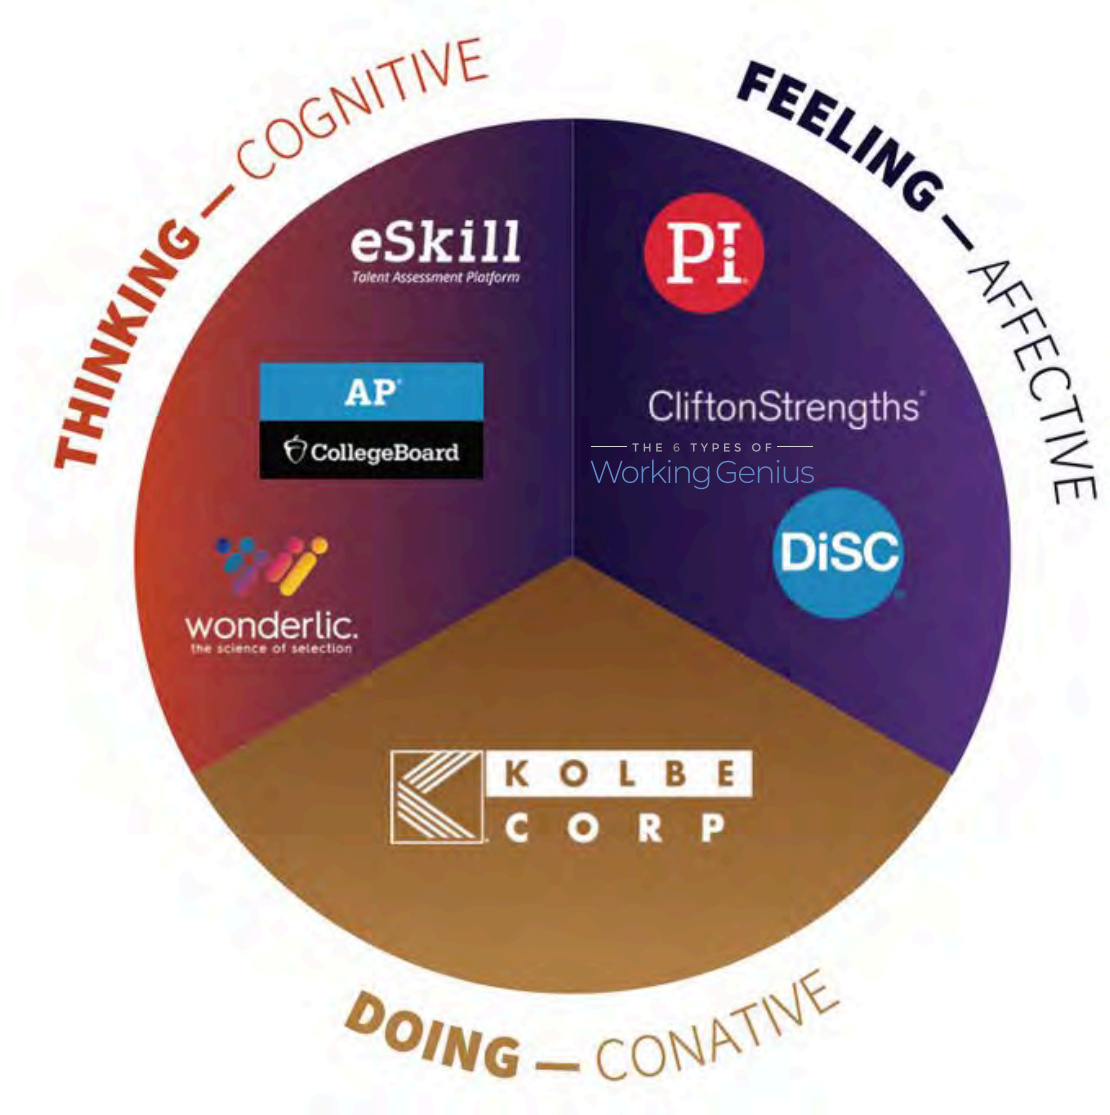 THINKING — COGNITIVE
FEELING — AFFECTIVE
eSkill
Talent Assessment Platform
AP®
CollegeBoard
wonderlic.
the science of selection
PI
CliftonStrengths®
THE 6 TYPES OF
Working Genius
DiSC®
KOLBE
CORP
DOING — CONATIVE